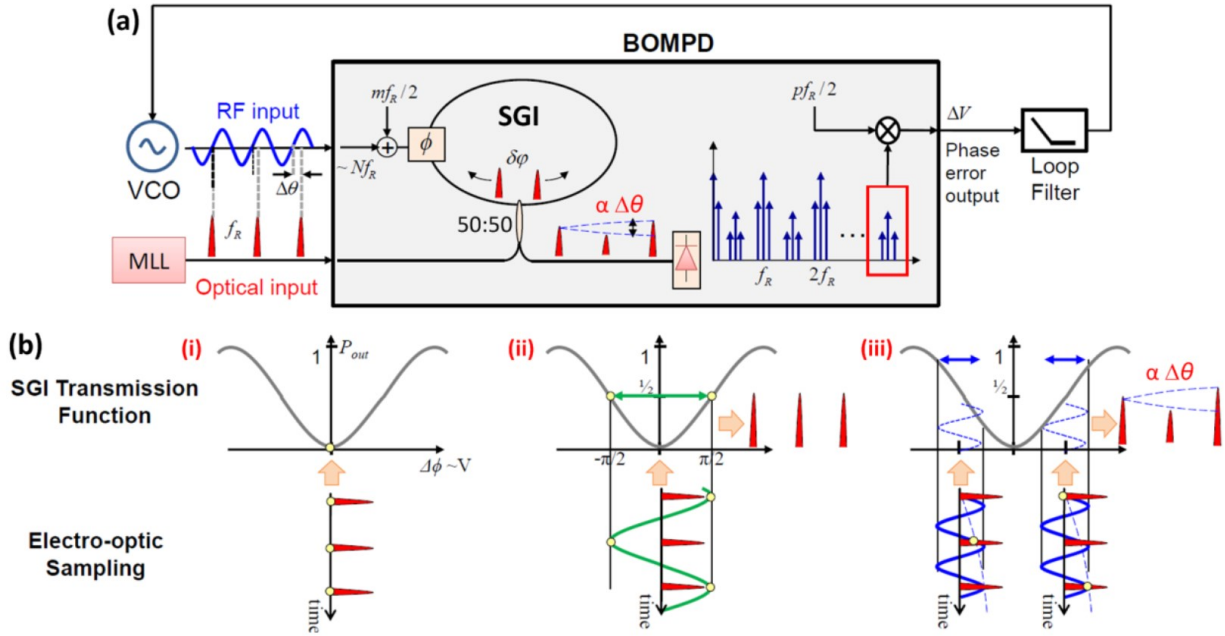 (a)
BOMPD
RF input
mf_R/2
SGI
pf_R/2
ΔV
VCO
Δθ
~ Nf_R
ϕ
δφ
Phase
error
output
Loop
Filter
f_R
50:50
α Δθ
MLL
Optical input
f_R
2f_R
...
(b)
(i)
(ii)
(iii)
SGI Transmission
Function
1
P_out
Δϕ ~V
1
½
-π/2
π/2
1
½
α Δθ
Electro-optic
Sampling
time
time
time
time